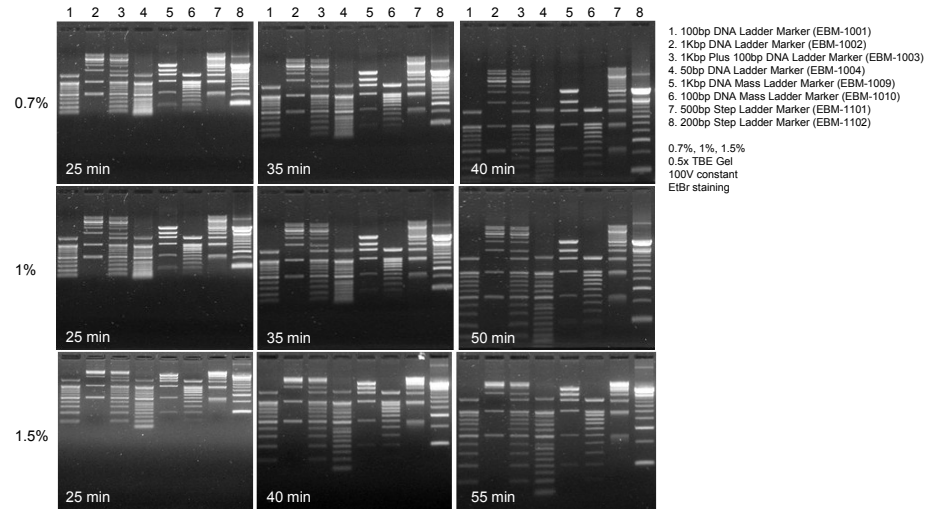 1 2 3 4 5 6 7 8 1 2 3 4 5 6 7 8 1 2 3 4 5 6 7 8
0.7%
25 min 35 min 40 min
1%
25 min 35 min 50 min
1.5%
25 min 40 min 55 min
1. 100bp DNA Ladder Marker (EBM-1001)
2. 1Kbp DNA Ladder Marker (EBM-1002)
3. 1Kbp Plus 100bp DNA Ladder Marker (EBM-1003)
4. 50bp DNA Ladder Marker (EBM-1004)
5. 1Kbp DNA Mass Ladder Marker (EBM-1009)
6. 100bp DNA Mass Ladder Marker (EBM-1010)
7. 500bp Step Ladder Marker (EBM-1101)
8. 200bp Step Ladder Marker (EBM-1102)
0.7%, 1%, 1.5%
0.5x TBE Gel
100V constant
EtBr staining